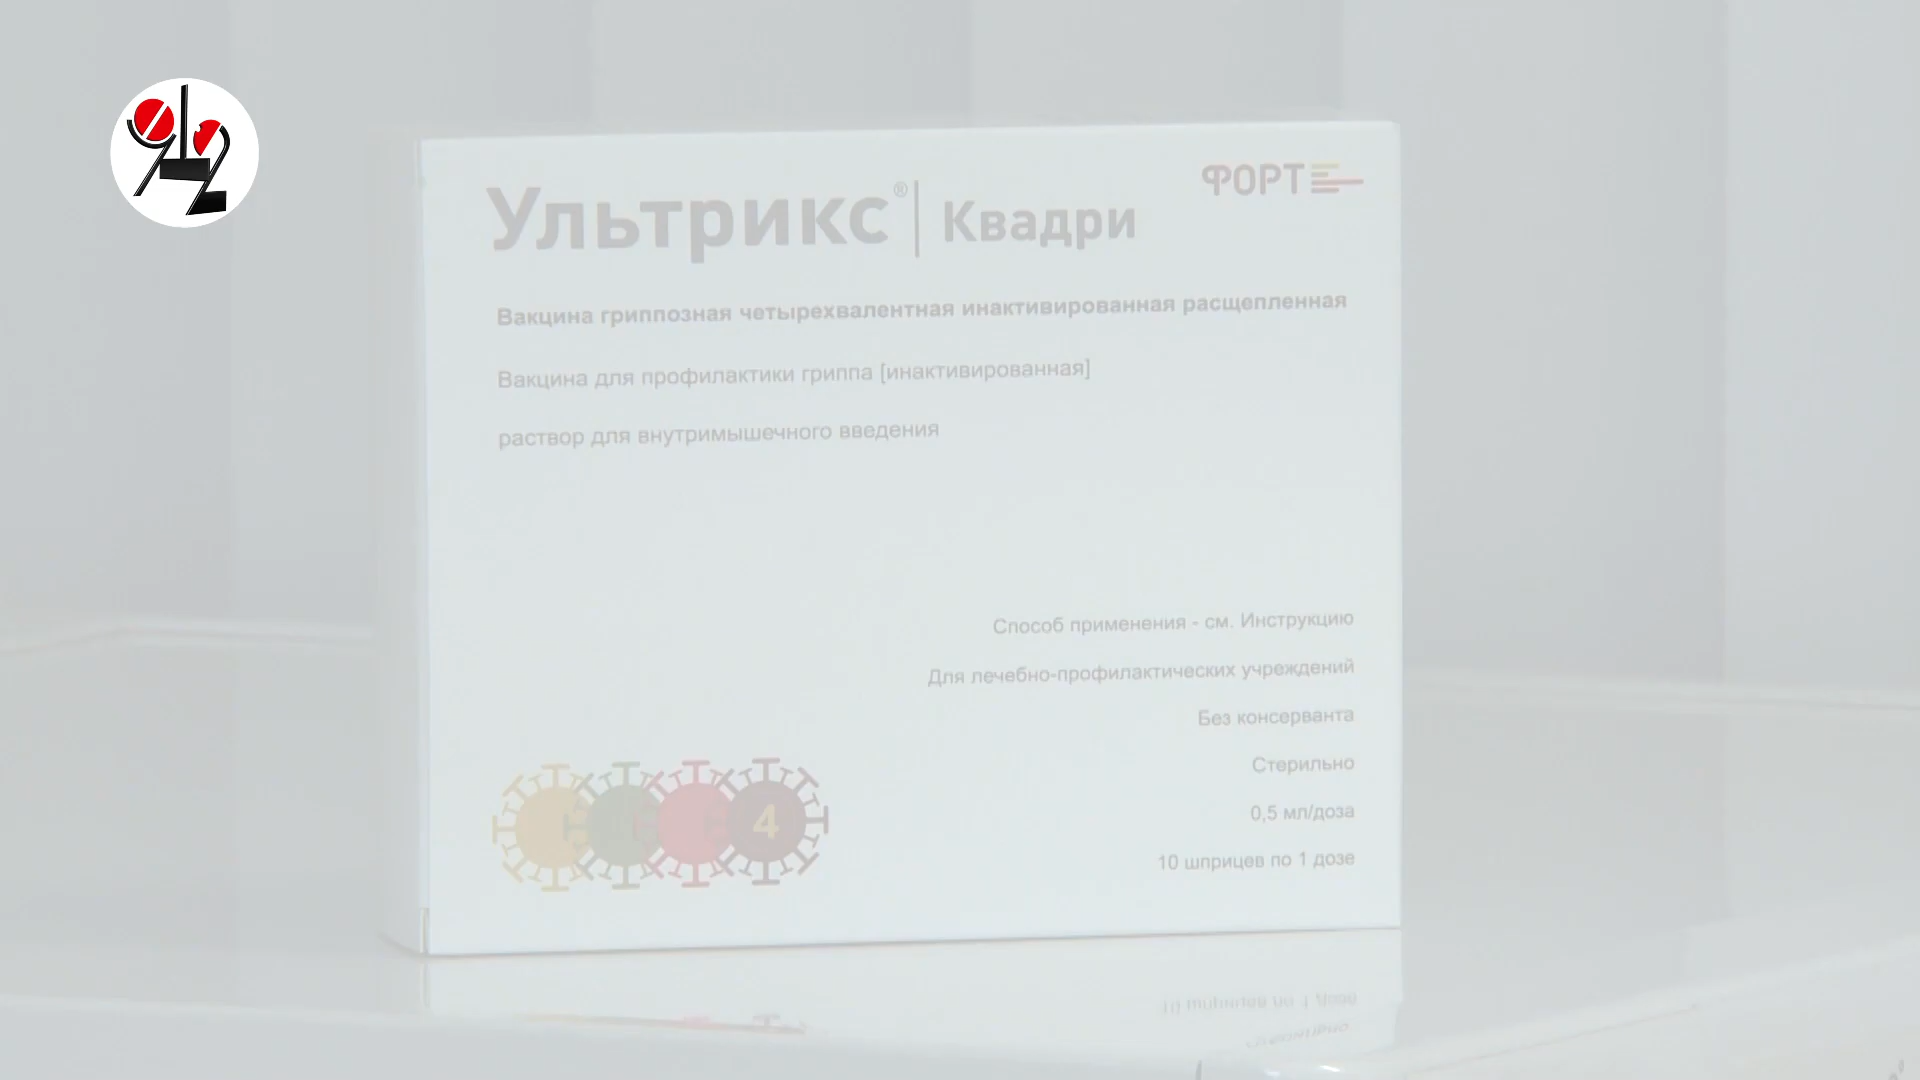 Ультрикс® | Квадри
ФОРТ
Вакцина гриппозная четырехвалентная инактивированная расщепленная
Вакцина для профилактики гриппа [инактивированная]
раствор для внутримышечного введения
Способ применения - см. Инструкцию
Для лечебно-профилактических учреждений
Без консерванта
Стерильно
0,5 мл/доза
10 шприцев по 1 дозе
4